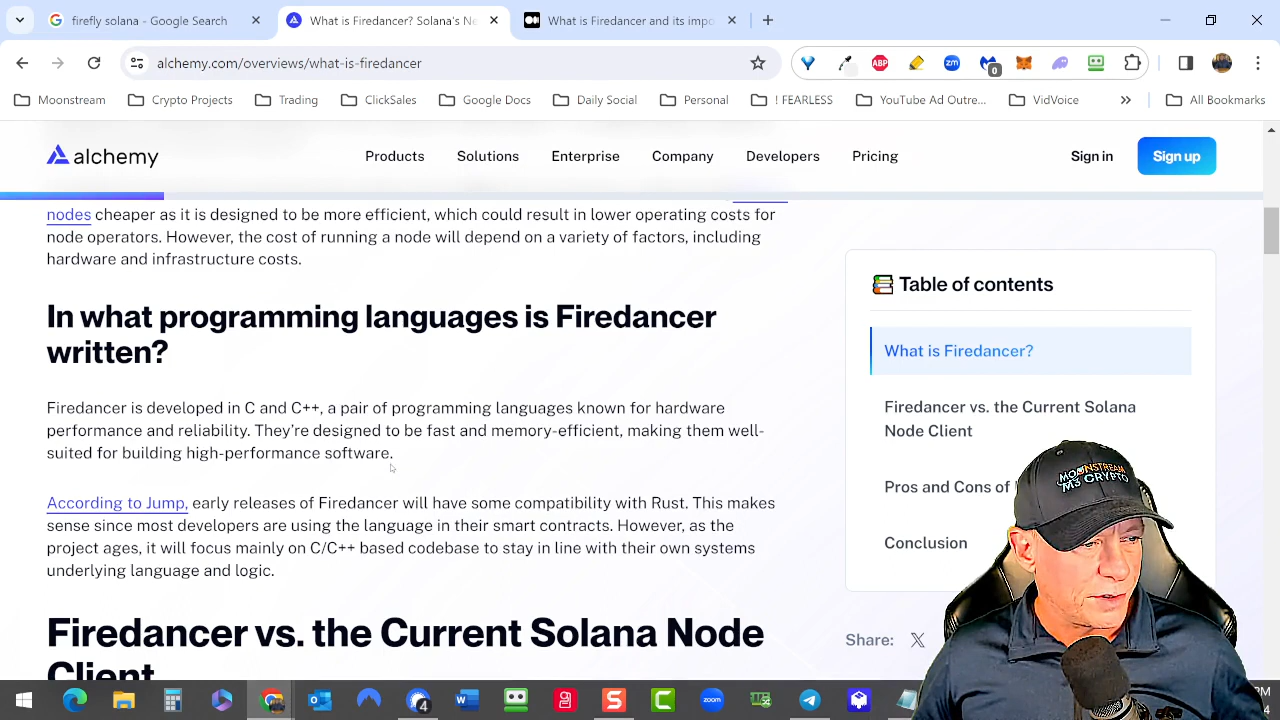 firefly solana - Google Search
What is Firedancer? Solana's Ne
What is Firedancer and its impo
alchemy.com/overviews/what-is-firedancer
ABP
zm
0
Moonstream
Crypto Projects
Trading
ClickSales
Google Docs
Daily Social
Personal
! FEARLESS
YouTube Ad Outre...
VidVoice
All Bookmarks
alchemy
Products
Solutions
Enterprise
Company
Developers
Pricing
Sign in
Sign up
nodes cheaper as it is designed to be more efficient, which could result in lower operating costs for
node operators. However, the cost of running a node will depend on a variety of factors, including
hardware and infrastructure costs.
In what programming languages is Firedancer
written?
Firedancer is developed in C and C++, a pair of programming languages known for hardware
performance and reliability. They're designed to be fast and memory-efficient, making them well-
suited for building high-performance software.
According to Jump, early releases of Firedancer will have some compatibility with Rust. This makes
sense since most developers are using the language in their smart contracts. However, as the
project ages, it will focus mainly on C/C++ based codebase to stay in line with their own systems
underlying language and logic.
Firedancer vs. the Current Solana Node
Client
Table of contents
What is Firedancer?
Firedancer vs. the Current Solana
Node Client
Pros and Cons of
Conclusion
Share:
MOONSTREAM
CRYPTO
4
zoom